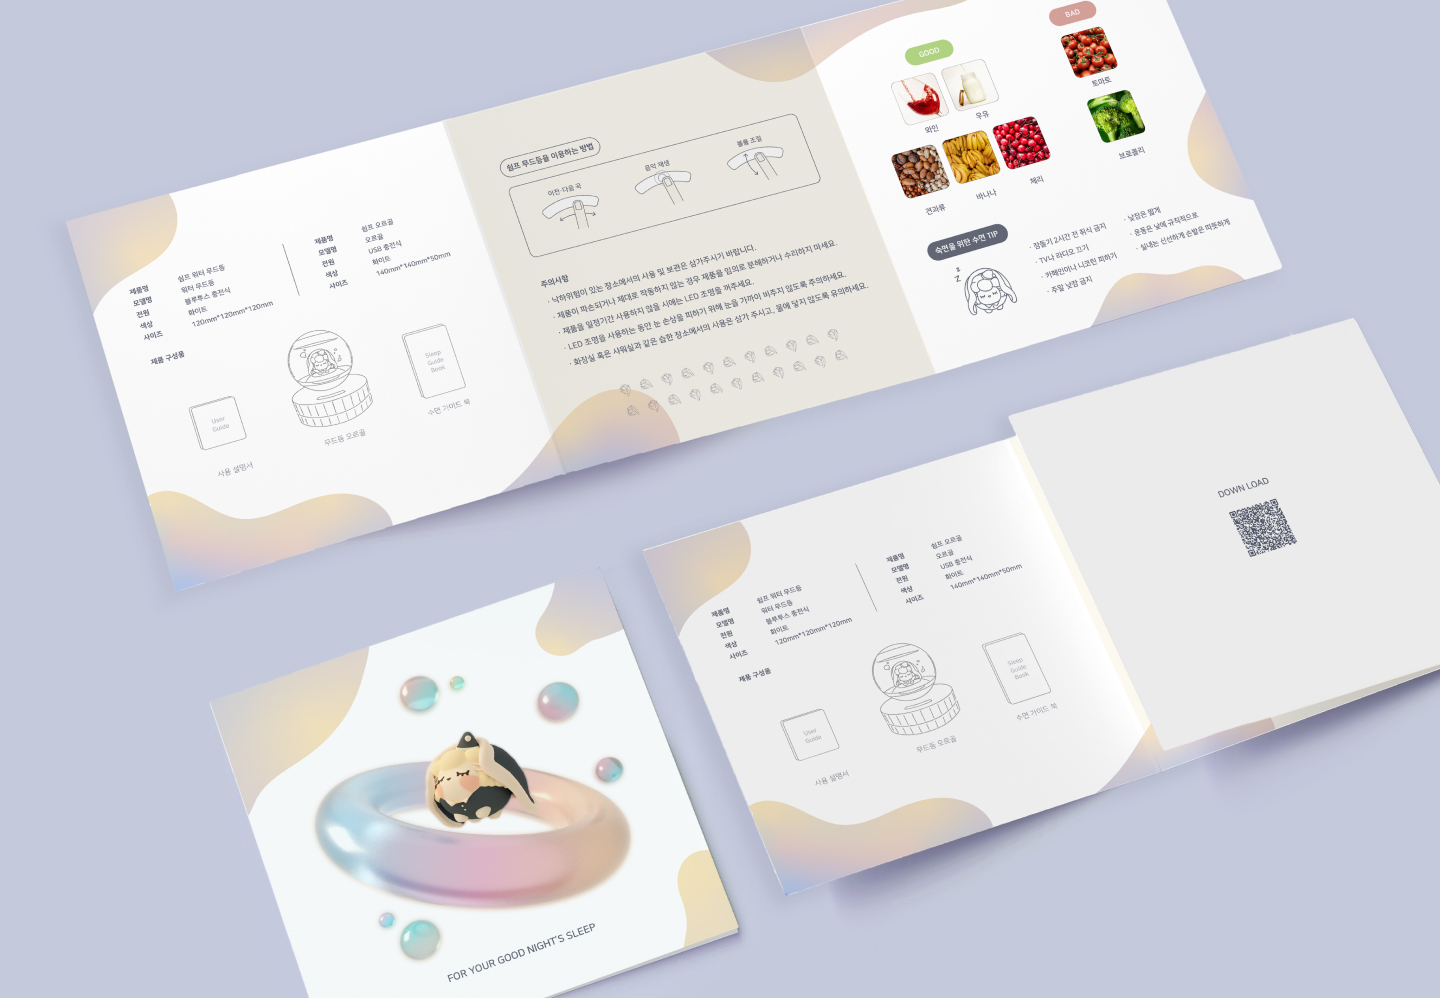 제품명
모델명
전원
색상
사이즈
쉼프 워터 무드등
워터 무드등
블루투스 충전식
화이트
120mm*120mm*120mm
제품명
모델명
전원
색상
사이즈
쉼프 오르골
오르골
USB 충전식
화이트
140mm*140mm*50mm
제품 구성품
User
Guide
사용 설명서
무드등 오르골
Sleep
Guide
Book
수면 가이드 북
쉼프 무드등을 이용하는 방법
이전·다음 곡
음악 재생
볼륨 조절
주의사항
· 낙하위험이 있는 장소에서의 사용 및 보관은 삼가주시기 바랍니다.
· 제품이 파손되거나 제대로 작동하지 않는 경우 제품을 임의로 분해하거나 수리하지 마세요.
· 제품을 일정기간 사용하지 않을 시에는 LED 조명을 꺼주세요.
· LED 조명을 사용하는 동안 눈 손상을 피하기 위해 눈을 가까이 비추지 않도록 주의하세요.
· 화장실 혹은 샤워실과 같은 습한 장소에서의 사용은 삼가 주시고, 물에 닿지 않도록 유의하세요.
GOOD
와인
우유
견과류
바나나
체리
BAD
토마토
브로콜리
숙면을 위한 수면 TIP
z
Z
· 잠들기 2시간 전 취식 금지
· TV나 라디오 끄기
· 카페인이나 니코틴 피하기
· 주말 낮잠 금지
· 낮잠은 짧게
· 운동은 낮에 규칙적으로
· 실내는 선선하게 손발은 따뜻하게
제품명
모델명
전원
색상
사이즈
쉼프 워터 무드등
워터 무드등
블루투스 충전식
화이트
120mm*120mm*120mm
제품명
모델명
전원
색상
사이즈
쉼프 오르골
오르골
USB 충전식
화이트
140mm*140mm*50mm
제품 구성품
User
Guide
사용 설명서
무드등 오르골
Sleep
Guide
Book
수면 가이드 북
DOWN LOAD
FOR YOUR GOOD NIGHT'S SLEEP